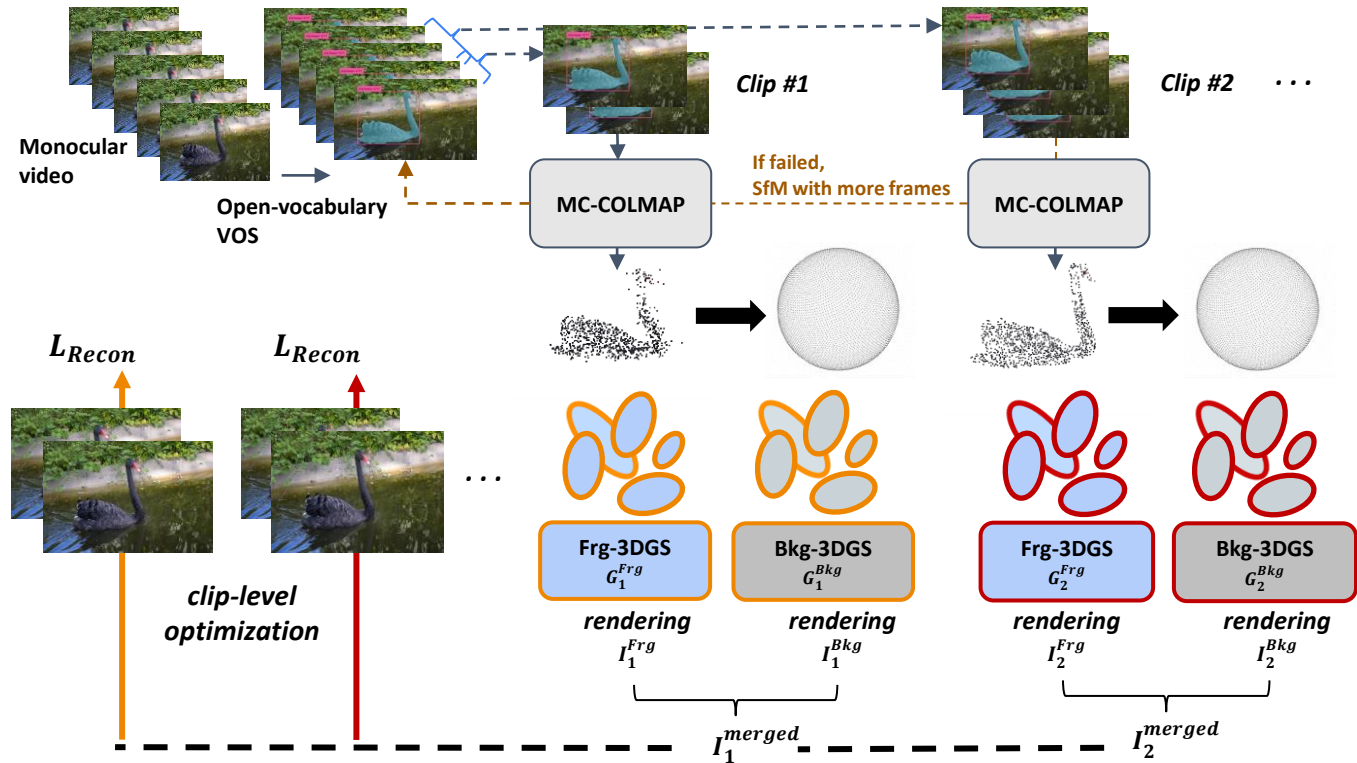 Clip #1
Clip #2
. . .
Monocular
video
Open-vocabulary
VOS
MC-COLMAP
If failed,
SfM with more frames
MC-COLMAP
L_Recon
L_Recon
. . .
clip-level
optimization
Frg-3DGS
G_1^Frg
Bkg-3DGS
G_1^Bkg
Frg-3DGS
G_2^Frg
Bkg-3DGS
G_2^Bkg
rendering
I_1^Frg
rendering
I_1^Bkg
rendering
I_2^Frg
rendering
I_2^Bkg
I_1^merged
I_2^merged